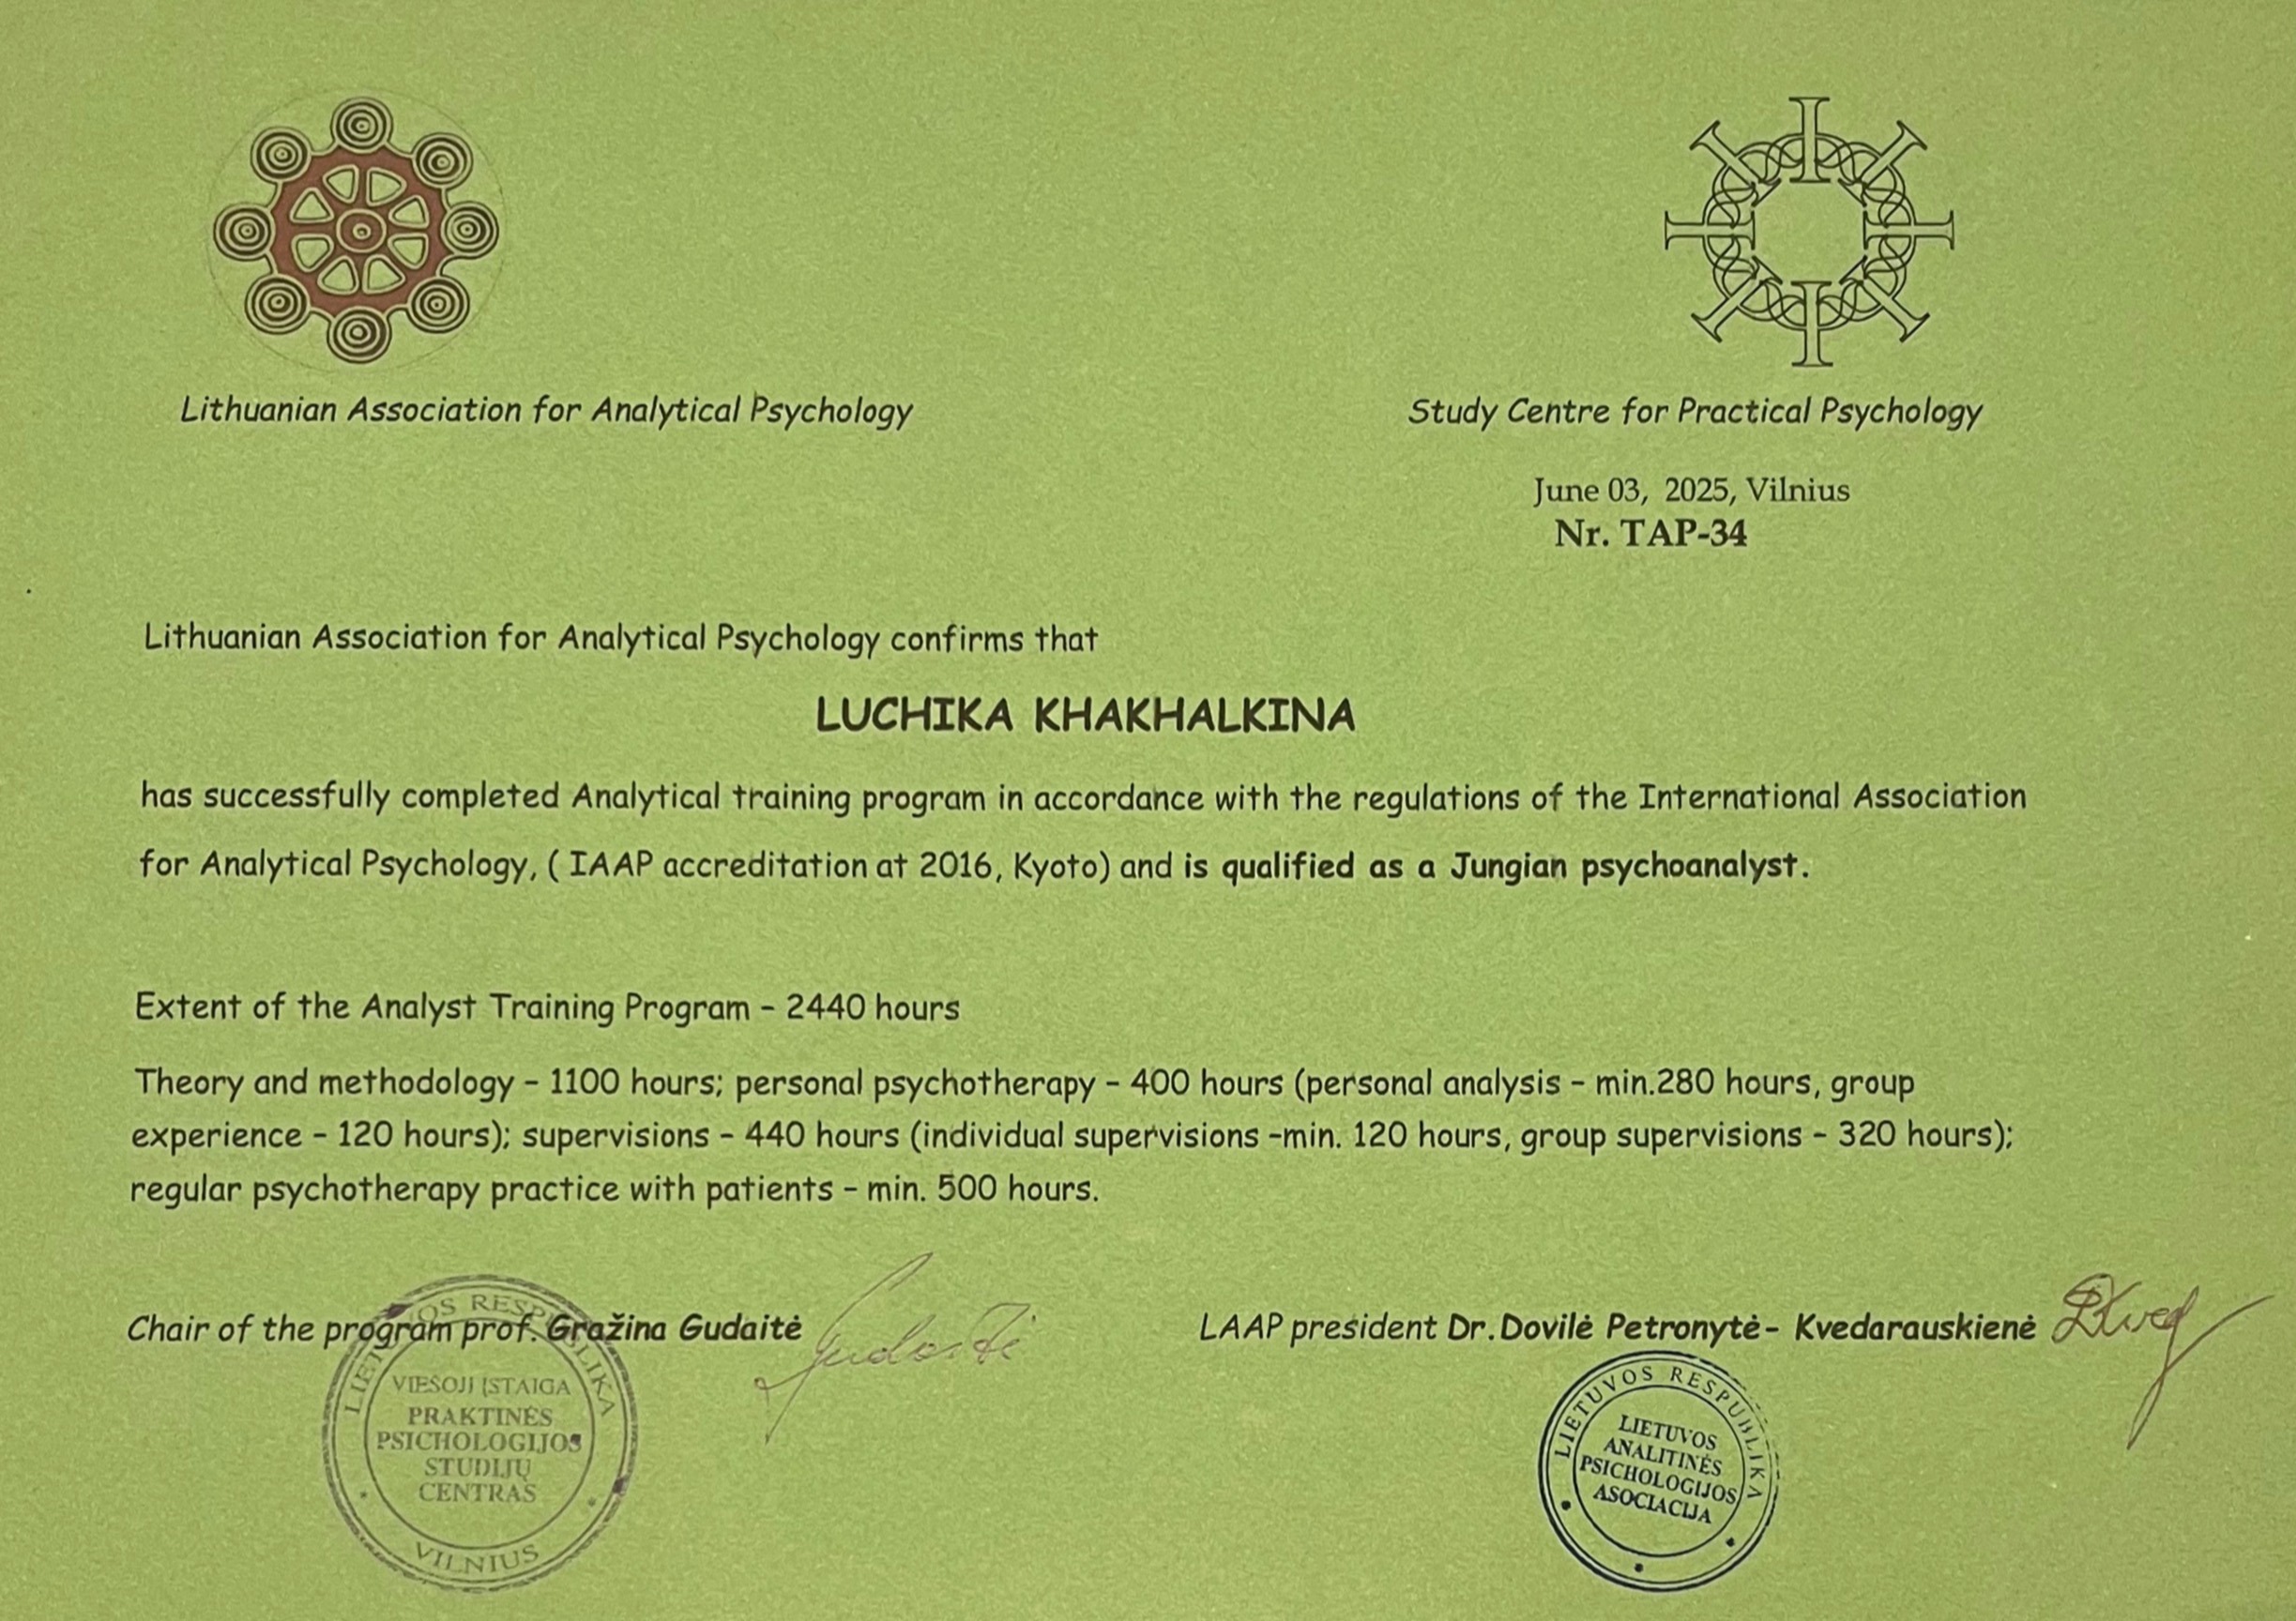 Lithuanian Association for Analytical Psychology
Study Centre for Practical Psychology
June 03, 2025, Vilnius
Nr. TAP-34
Lithuanian Association for Analytical Psychology confirms that
LUCHIKA KHAKHALKINA
has successfully completed Analytical training program in accordance with the regulations of the International Association
for Analytical Psychology, ( IAAP accreditation at 2016, Kyoto) and is qualified as a Jungian psychoanalyst.
Extent of the Analyst Training Program – 2440 hours
Theory and methodology – 1100 hours; personal psychotherapy – 400 hours (personal analysis – min.280 hours, group
experience – 120 hours); supervisions – 440 hours (individual supervisions –min. 120 hours, group supervisions – 320 hours);
regular psychotherapy practice with patients – min. 500 hours.
Chair of the program prof. Gražina Gudaitė
LAAP president Dr.Dovilė Petronytė- Kvedarauskienė
LIETUVOS RESPUBLIKA
VIEŠOJI ĮSTAIGA
PRAKTINĖS
PSICHOLOGIJOS
STUDIJŲ
CENTRAS
VILNIUS
LIETUVOS RESPUBLIKA
LIETUVOS
ANALITINĖS
PSICHOLOGIJOS
ASOCIACIJA